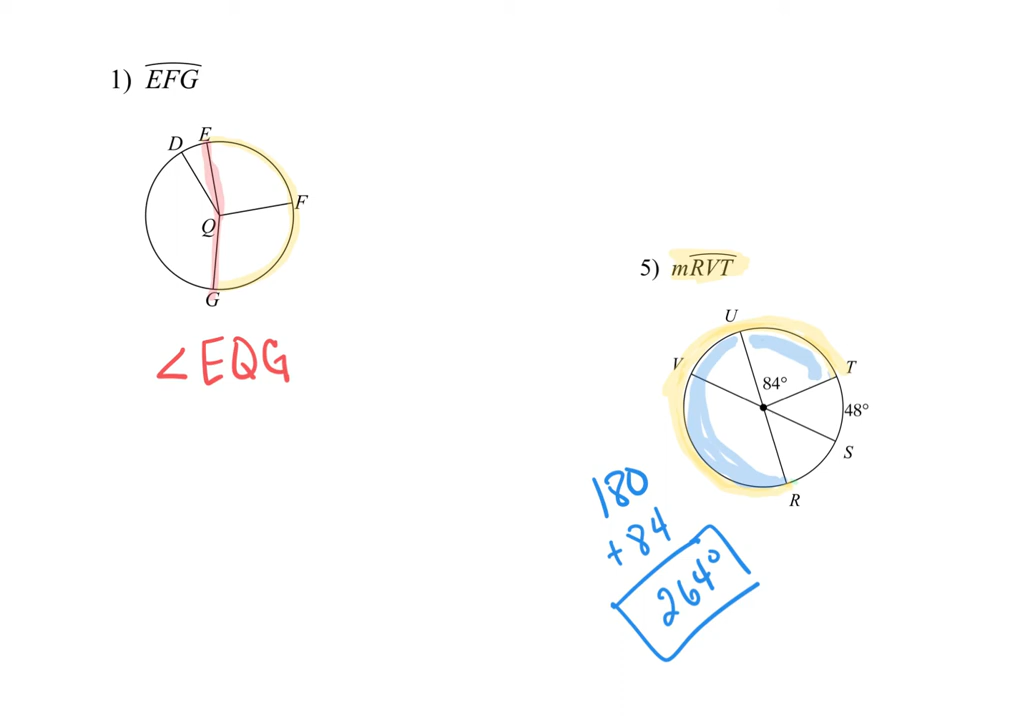 1) EFG
D E
F
Q
G
∠EQG
5) mRVT
U
V T
84°
48°
S
R
180
+84
264°